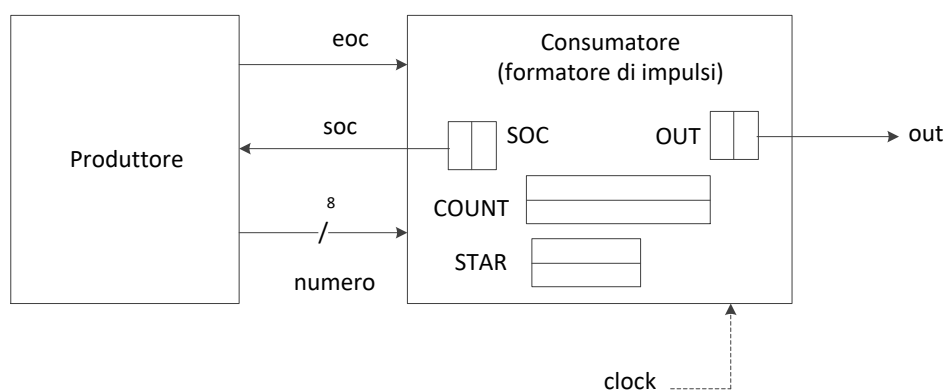 eoc
Consumatore
(formatore di impulsi)
soc
SOC
OUT
out
Produttore
8
COUNT
numero
STAR
clock